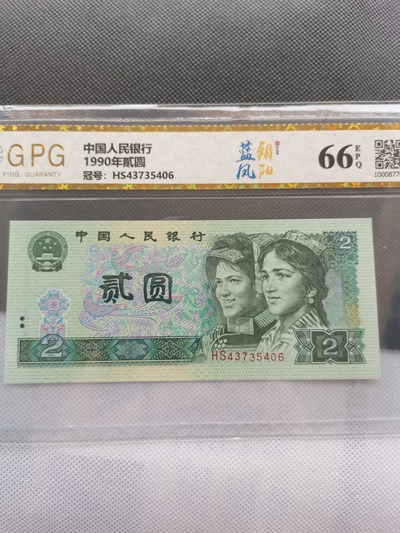 GPG
PING, GUARANTY
中国人民银行
1990年贰圆
冠号: HS43735406
蓝凤
朝阳
66 EPQ
1000877
中国人民银行
2
贰圆
HS43735406
2
2